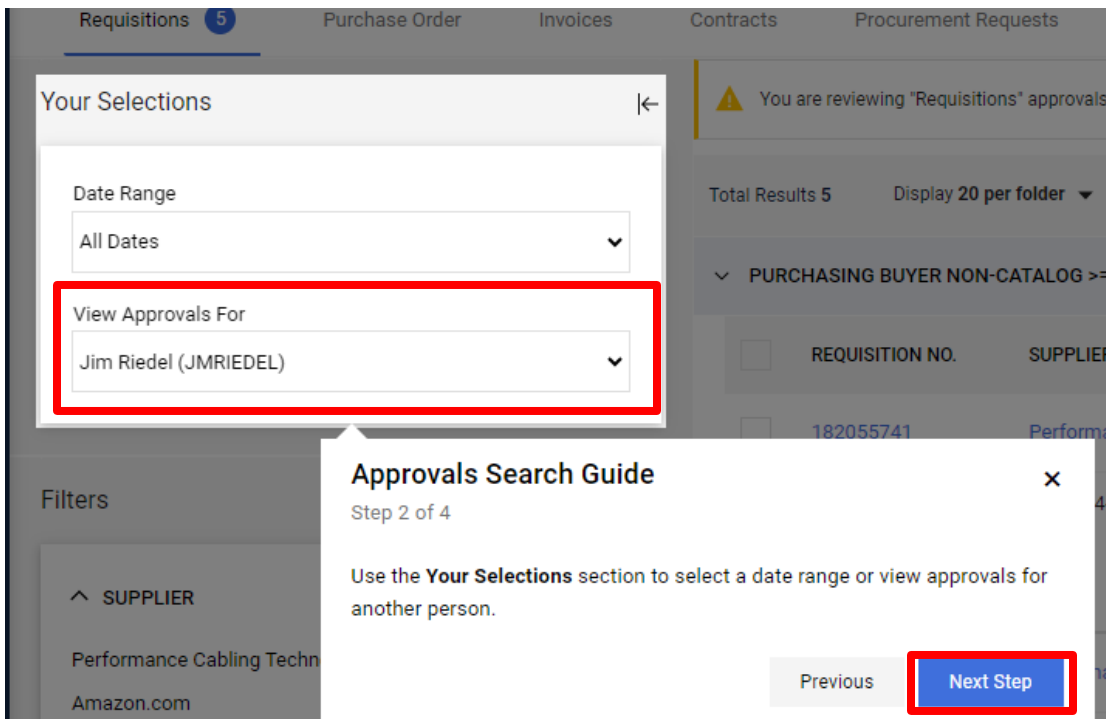 Requisitions 5 Purchase Order Invoices Contracts Procurement Requests
Your Selections
Date Range
All Dates
View Approvals For
Jim Riedel (JMRIEDEL)
You are reviewing "Requisitions" approvals
Total Results 5 Display 20 per folder
PURCHASING BUYER NON-CATALOG >=
REQUISITION NO. SUPPLIER
182055741 Performa
4
Approvals Search Guide
Step 2 of 4
Use the Your Selections section to select a date range or view approvals for
another person.
Previous Next Step
Filters
SUPPLIER
Performance Cabling Techn
Amazon.com